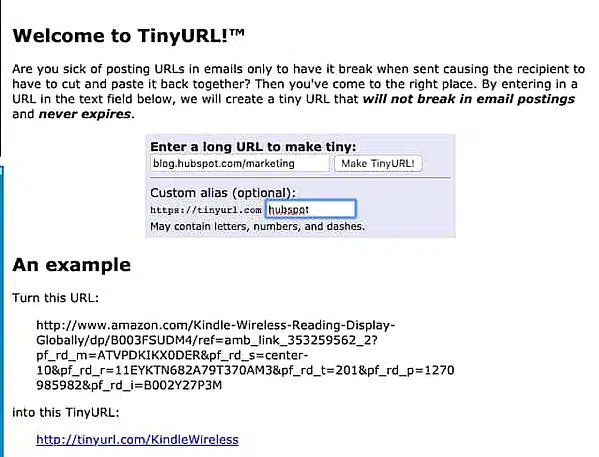 Welcome to TinyURL!™
Are you sick of posting URLs in emails only to have it break when sent causing the recipient to
have to cut and paste it back together? Then you've come to the right place. By entering in a
URL in the text field below, we will create a tiny URL that will not break in email postings
and never expires.
Enter a long URL to make tiny:
blog.hubspot.com/marketing Make TinyURL!
Custom alias (optional):
https://tinyurl.com hubspot
May contain letters, numbers, and dashes.
An example
Turn this URL:
http://www.amazon.com/Kindle-Wireless-Reading-Display-
Globally/dp/B003FSUDM4/ref=amb_link_353259562_2?
pf_rd_m=ATVPDKIKX0DER&pf_rd_s=center-
10&pf_rd_r=11EYKTN682A79T370AM3&pf_rd_t=201&pf_rd_p=1270
985982&pf_rd_i=B002Y27P3M
into this TinyURL:
http://tinyurl.com/KindleWireless